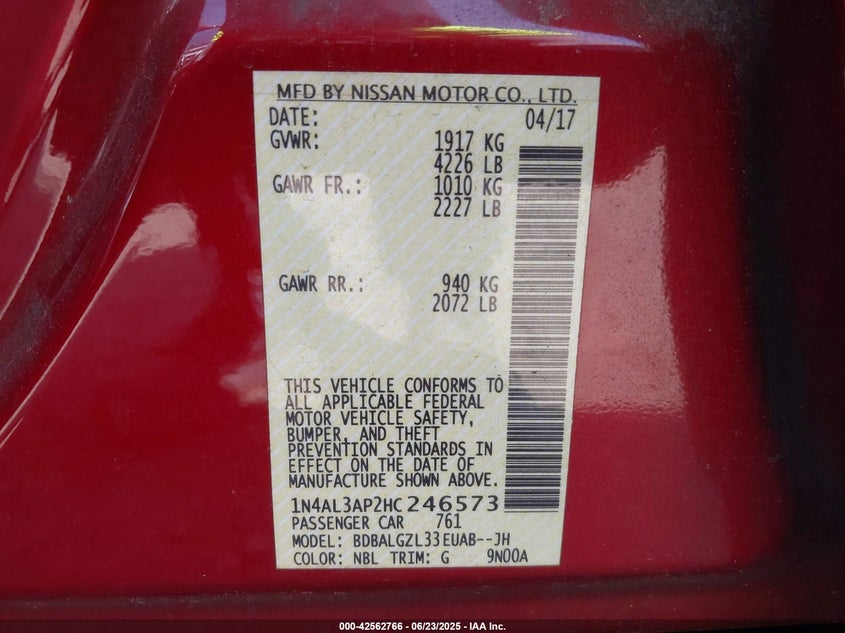 MFD BY NISSAN MOTOR CO., LTD.
DATE: 04/17
GVWR: 1917 KG
4226 LB
GAWR FR.: 1010 KG
2227 LB
GAWR RR.: 940 KG
2072 LB
THIS VEHICLE CONFORMS TO
ALL APPLICABLE FEDERAL
MOTOR VEHICLE SAFETY,
BUMPER, AND THEFT
PREVENTION STANDARDS IN
EFFECT ON THE DATE OF
MANUFACTURE SHOWN ABOVE.
1N4AL3AP2HC246573
PASSENGER CAR 761
MODEL: BDBALGZL33EUAB--JH
COLOR: NBL TRIM: G 9N00A
000-42562766 - 06/23/2025 - IAA Inc.